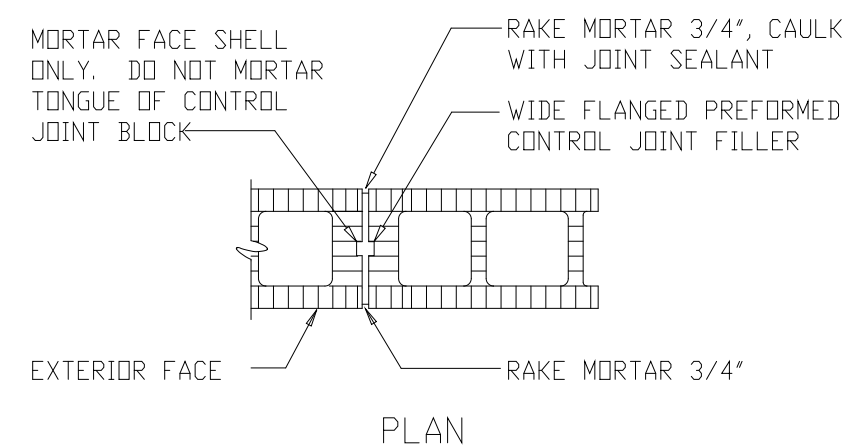 MORTAR FACE SHELL
ONLY. DO NOT MORTAR
TONGUE OF CONTROL
JOINT BLOCK
RAKE MORTAR 3/4", CAULK
WITH JOINT SEALANT
WIDE FLANGED PREFORMED
CONTROL JOINT FILLER
EXTERIOR FACE
RAKE MORTAR 3/4"
PLAN